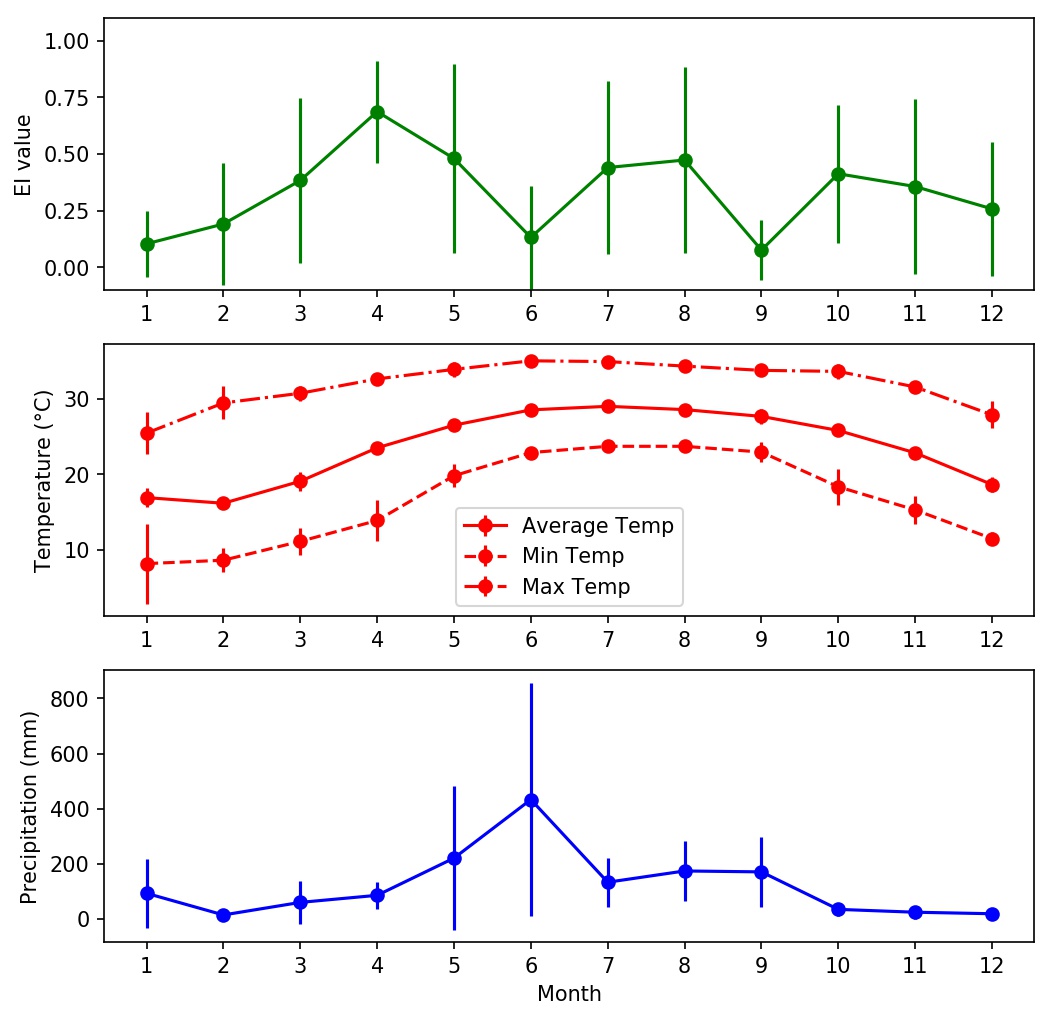 EI value
1.00
0.75
0.50
0.25
0.00
1 2 3 4 5 6 7 8 9 10 11 12
Temperature (°C)
30
20
10
Average Temp
Min Temp
Max Temp
1 2 3 4 5 6 7 8 9 10 11 12
Precipitation (mm)
800
600
400
200
0
1 2 3 4 5 6 7 8 9 10 11 12
Month